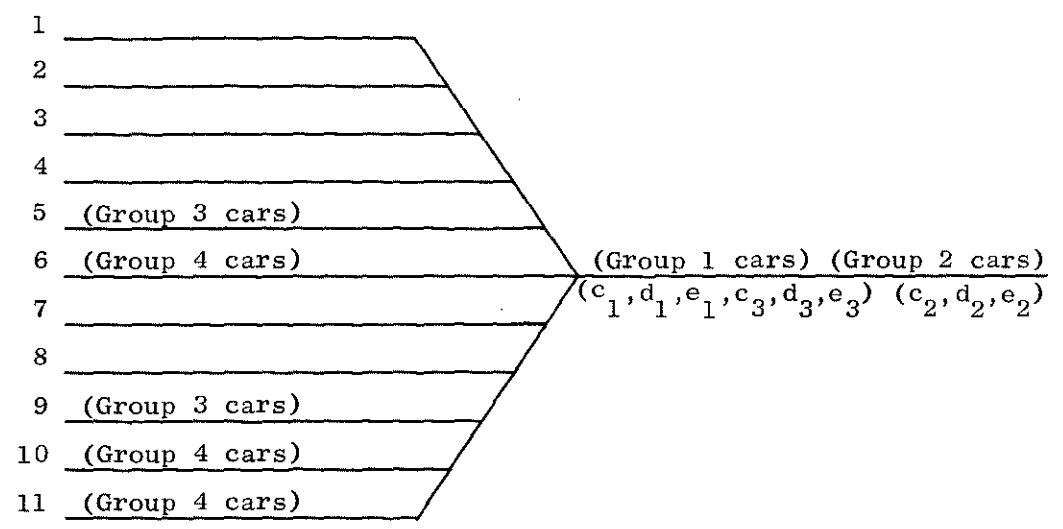 1
2
3
4
5 (Group 3 cars)
6 (Group 4 cars) (Group 1 cars) (Group 2 cars)
(c₁,d₁,e₁,c₃,d₃,e₃) (c₂,d₂,e₂)
7
8
9 (Group 3 cars)
10 (Group 4 cars)
11 (Group 4 cars)